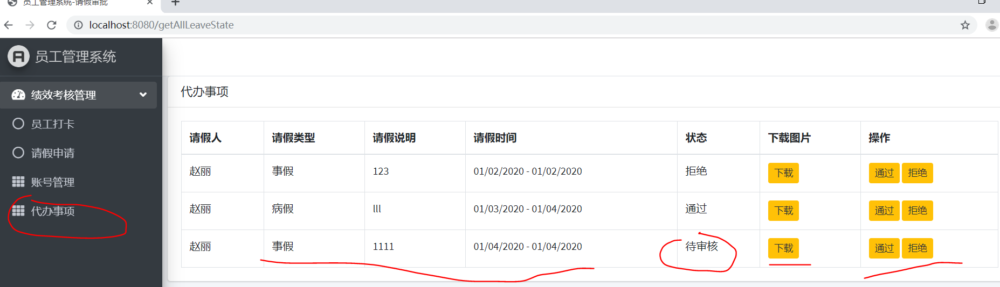 员工管理系统-请假审批
localhost:8080/getAllLeaveState
员工管理系统
绩效考核管理
员工打卡
请假申请
账号管理
代办事项
代办事项
请假人 请假类型 请假说明 请假时间 状态 下载图片 操作
赵丽 事假 123 01/02/2020 - 01/02/2020 拒绝 下载 通过 拒绝
赵丽 病假 lll 01/03/2020 - 01/04/2020 通过 下载 通过 拒绝
赵丽 事假 1111 01/04/2020 - 01/04/2020 待审核 下载 通过 拒绝